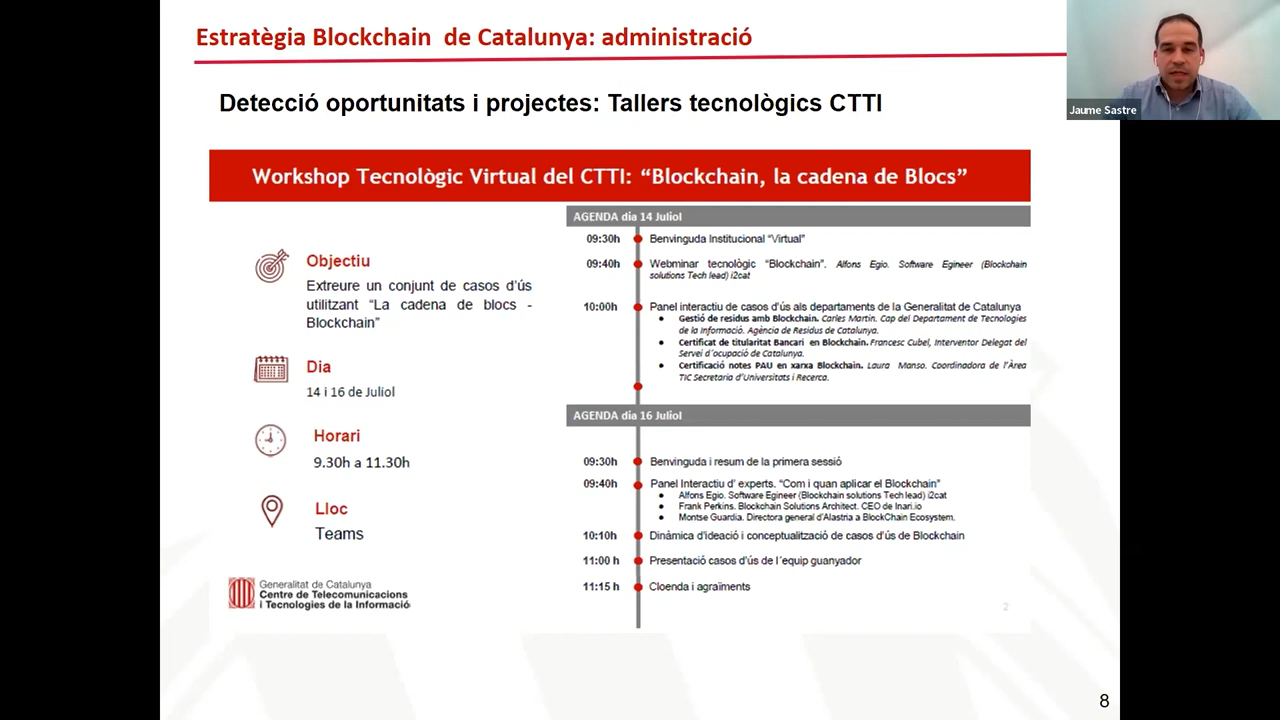 Estratègia Blockchain de Catalunya: administració
Jaume Sastre
Detecció oportunitats i projectes: Tallers tecnològics CTTI
Workshop Tecnològic Virtual del CTTI: “Blockchain, la cadena de Blocs”
Objectiu
Extreure un conjunt de casos d'ús
utilitzant “La cadena de blocs -
Blockchain”
Dia
14 i 16 de Juliol
Horari
9.30h a 11.30h
Lloc
Teams
Generalitat de Catalunya
Centre de Telecomunicacions
i Tecnologies de la Informació
AGENDA dia 14 Juliol
09:30h Benvinguda Institucional “Virtual”
09:40h Webminar tecnològic “Blockchain”. Alfons Egio. Software Egineer (Blockchain
solutions Tech lead) i2cat
10:00h Panel interactiu de casos d'ús als departaments de la Generalitat de Catalunya
• Gestió de residus amb Blockchain. Carles Martin. Cap del Departament de Tecnologies
de la Informació. Agència de Residus de Catalunya.
• Certificat de titularitat Bancari en Blockchain. Francesc Cubel, Interventor Delegat del
Servei d´ocupació de Catalunya.
• Certificació notes PAU en xarxa Blockchain. Laura Manso. Coordinadora de l'Àrea
TIC Secretaria d'Universitats i Recerca.
AGENDA dia 16 Juliol
09:30h Benvinguda i resum de la primera sessió
09:40h Panel Interactiu d' experts. “Com i quan aplicar el Blockchain”
• Alfons Egio. Software Egineer (Blockchain solutions Tech lead) i2cat
• Frank Perkins. Blockchain Solutions Architect. CEO de Inari.io
• Montse Guardia. Directora general d'Alastria a BlockChain Ecosystem.
10:10h Dinàmica d'ideació i conceptualització de casos d'ús de Blockchain
11:00 h Presentació casos d'ús de l´equip guanyador
11:15 h Cloenda i agraïments
2
8